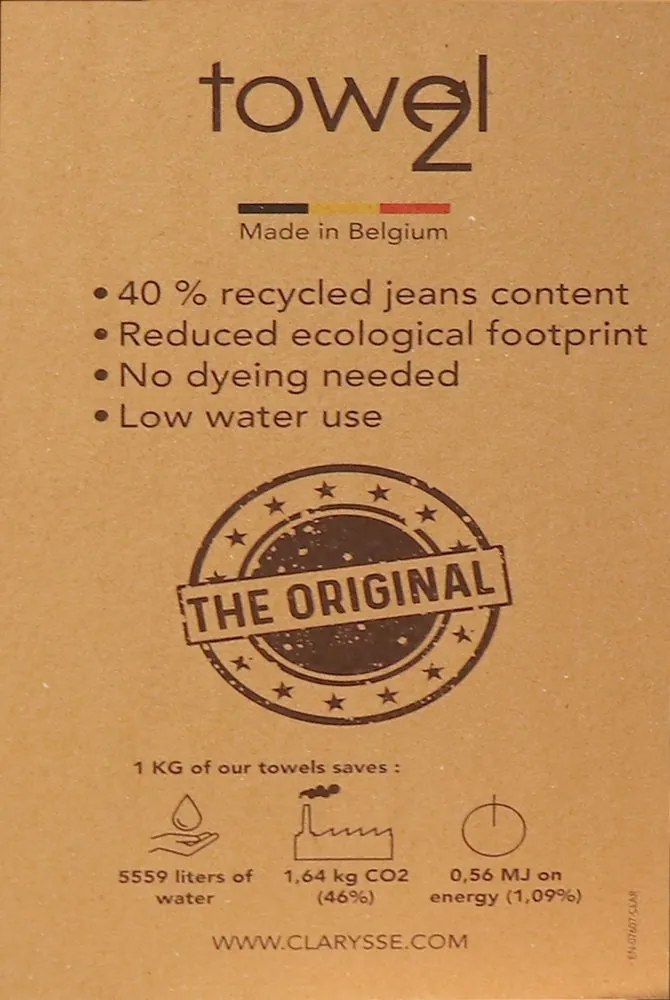 towel
2
Made in Belgium
• 40 % recycled jeans content
• Reduced ecological footprint
• No dyeing needed
• Low water use
THE ORIGINAL
1 KG of our towels saves :
5559 liters of
water
1,64 kg CO2
(46%)
0,56 MJ on
energy (1,09%)
WWW.CLARYSSE.COM